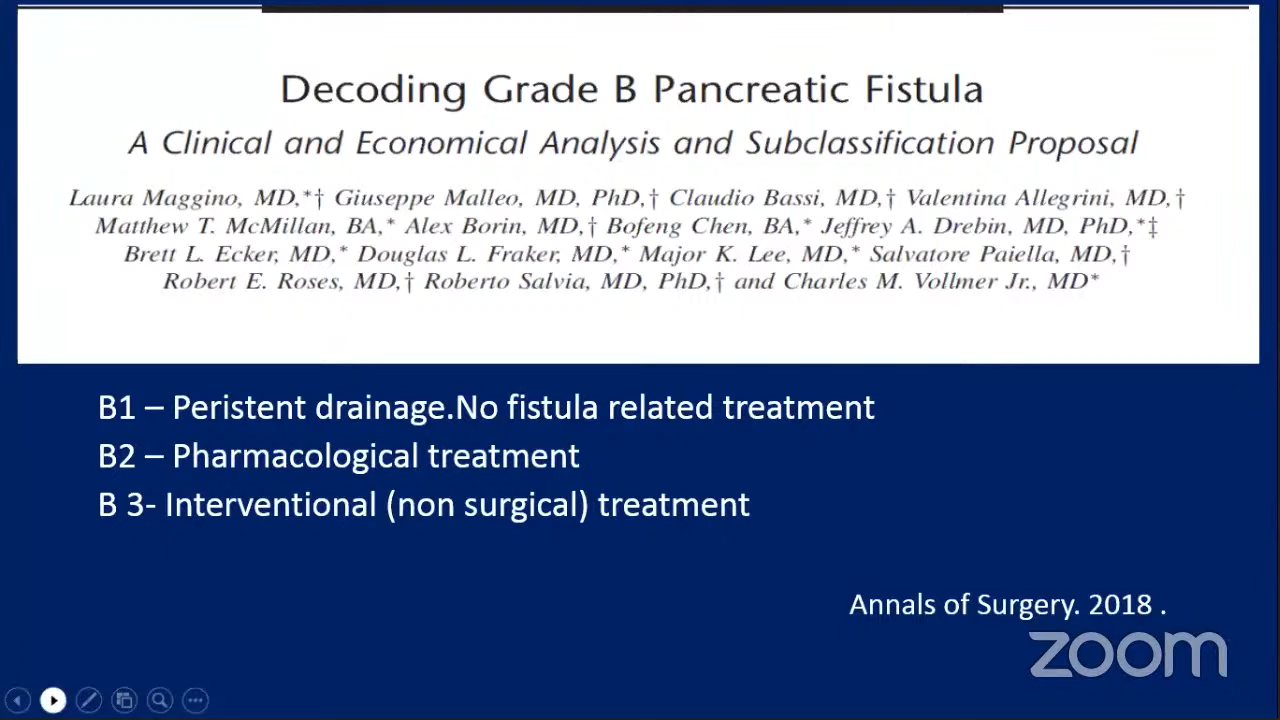 Decoding Grade B Pancreatic Fistula
A Clinical and Economical Analysis and Subclassification Proposal
Laura Maggino, MD,*† Giuseppe Malleo, MD, PhD,† Claudio Bassi, MD,† Valentina Allegrini, MD,†
Matthew T. McMillan, BA,* Alex Borin, MD,† Bofeng Chen, BA,* Jeffrey A. Drebin, MD, PhD,*‡
Brett L. Ecker, MD,* Douglas L. Fraker, MD,* Major K. Lee, MD,* Salvatore Paiella, MD,†
Robert E. Roses, MD,† Roberto Salvia, MD, PhD,† and Charles M. Vollmer Jr., MD*
B1 – Peristent drainage.No fistula related treatment
B2 – Pharmacological treatment
B 3- Interventional (non surgical) treatment
Annals of Surgery. 2018 .
zoom